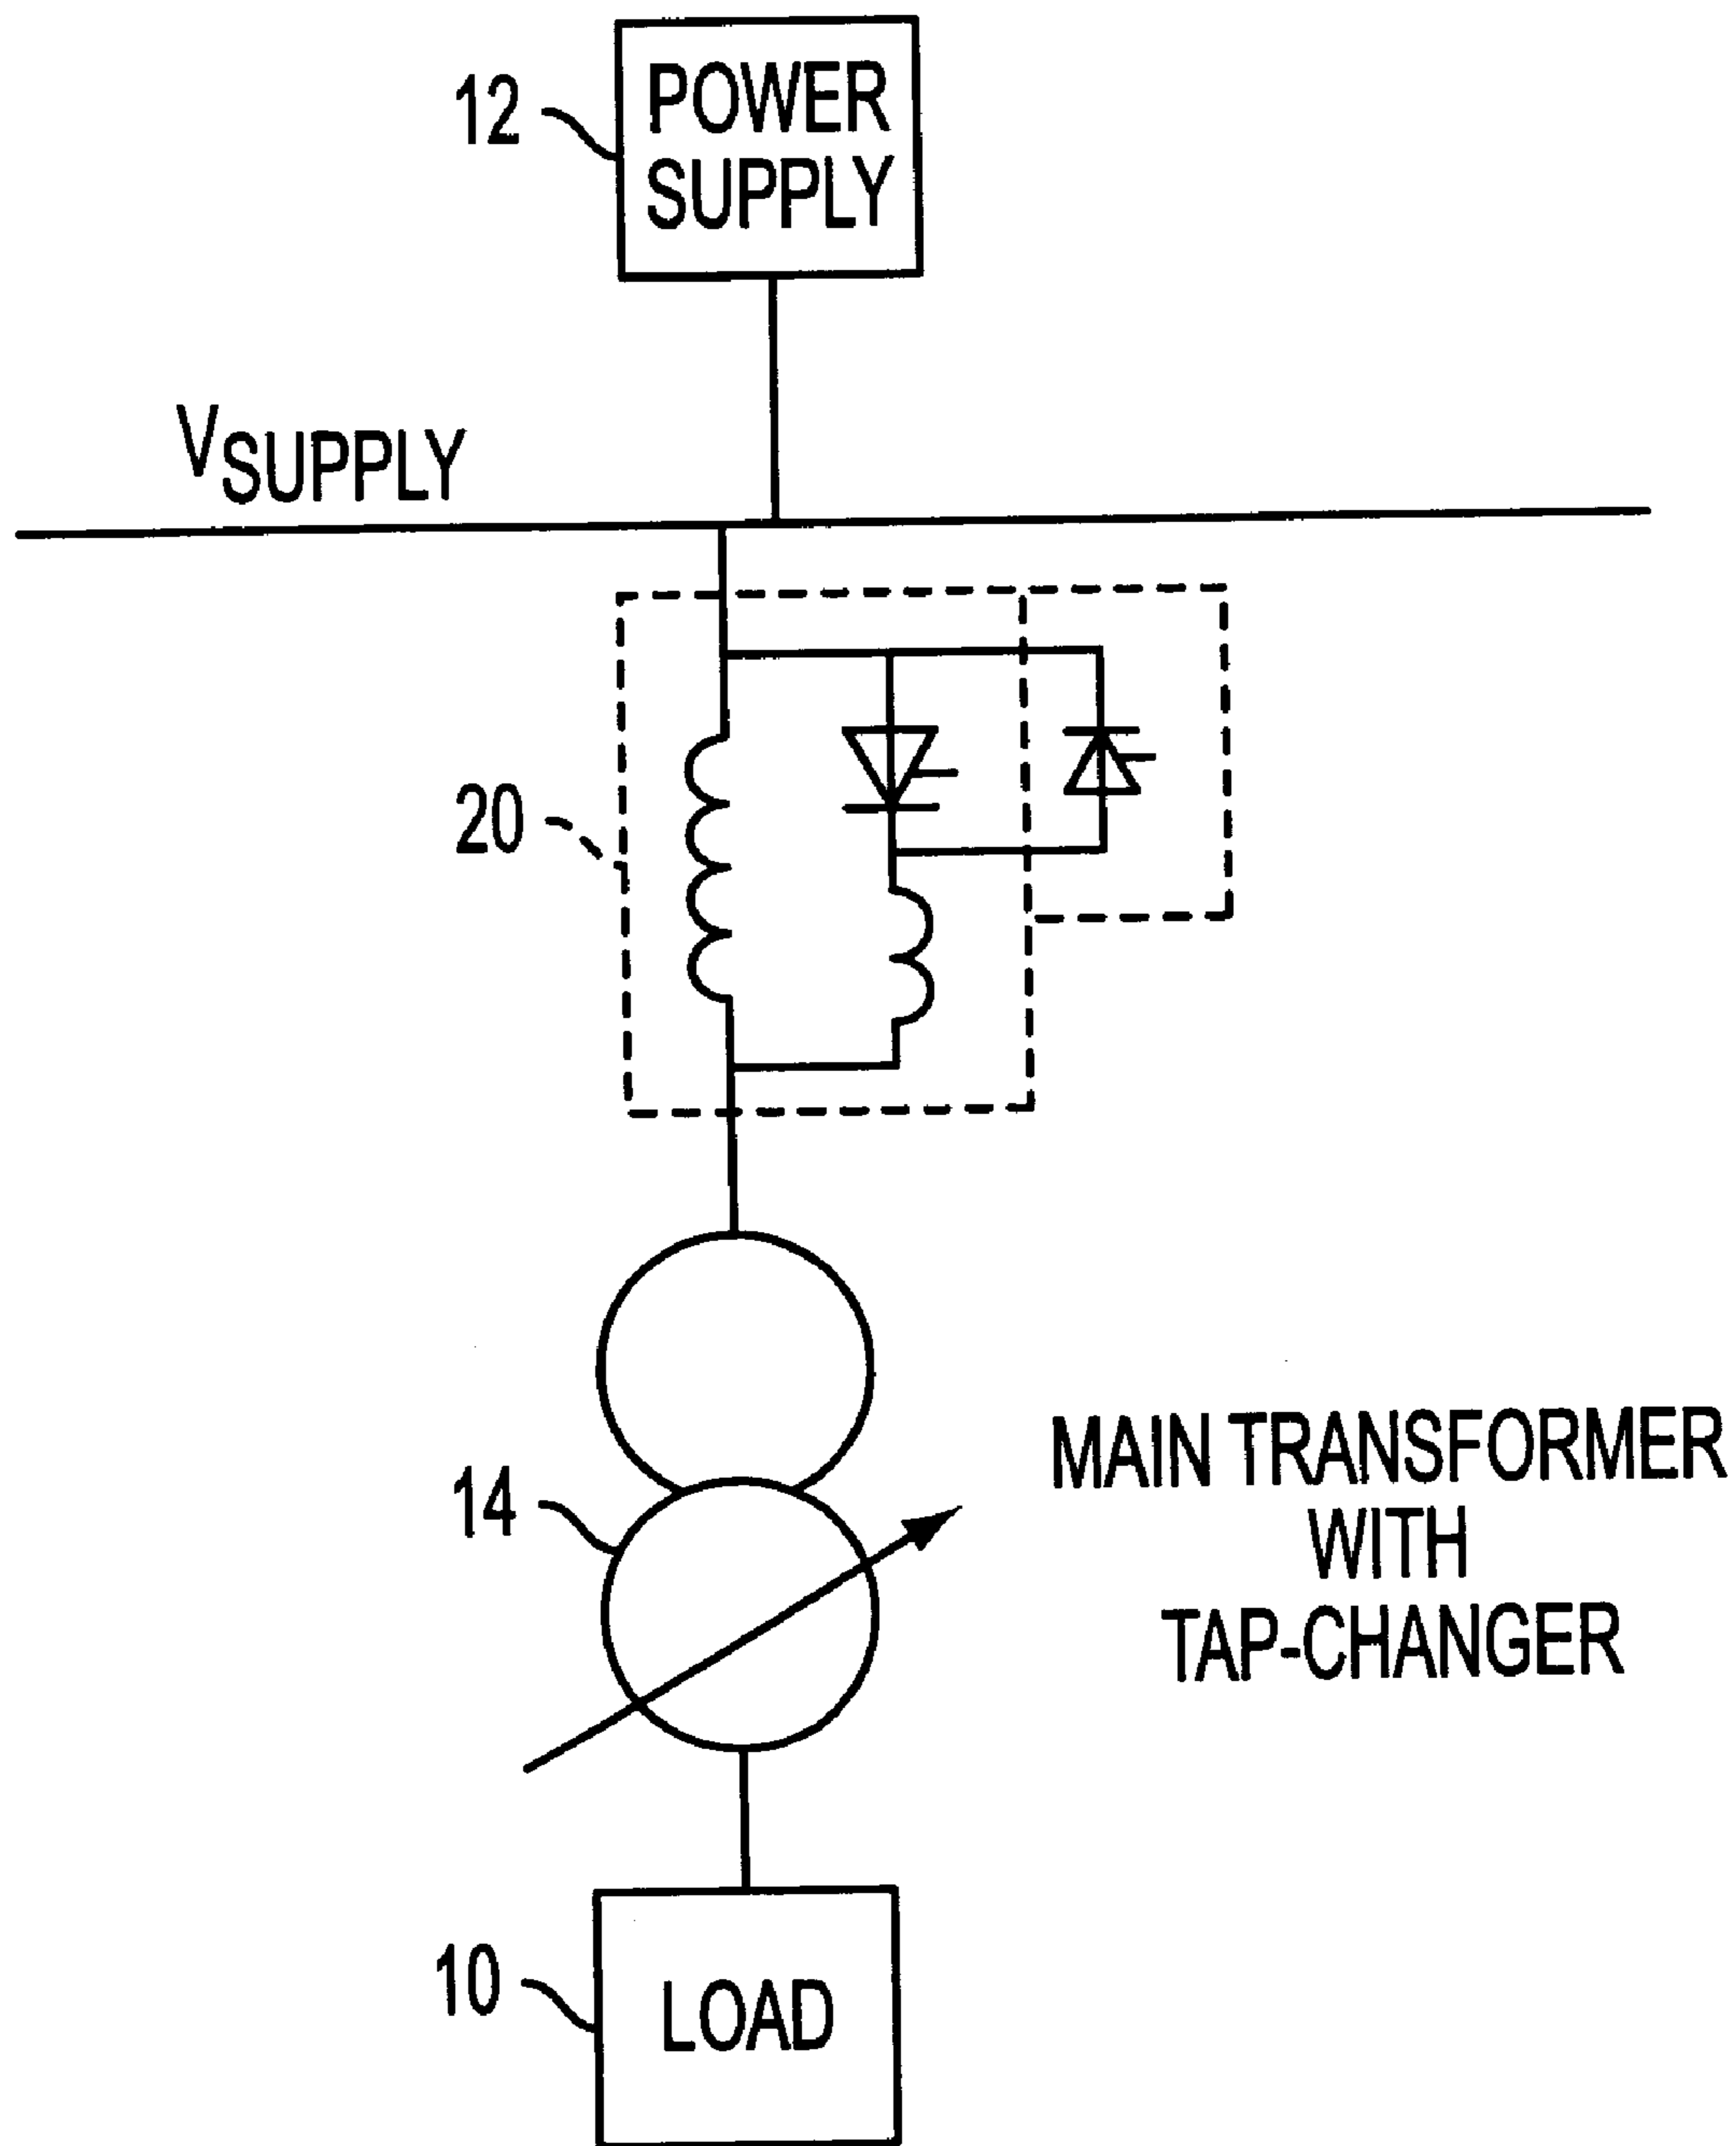 12
POWER
SUPPLY
VSUPPLY
20
14
MAIN TRANSFORMER
WITH
TAP-CHANGER
10
LOAD